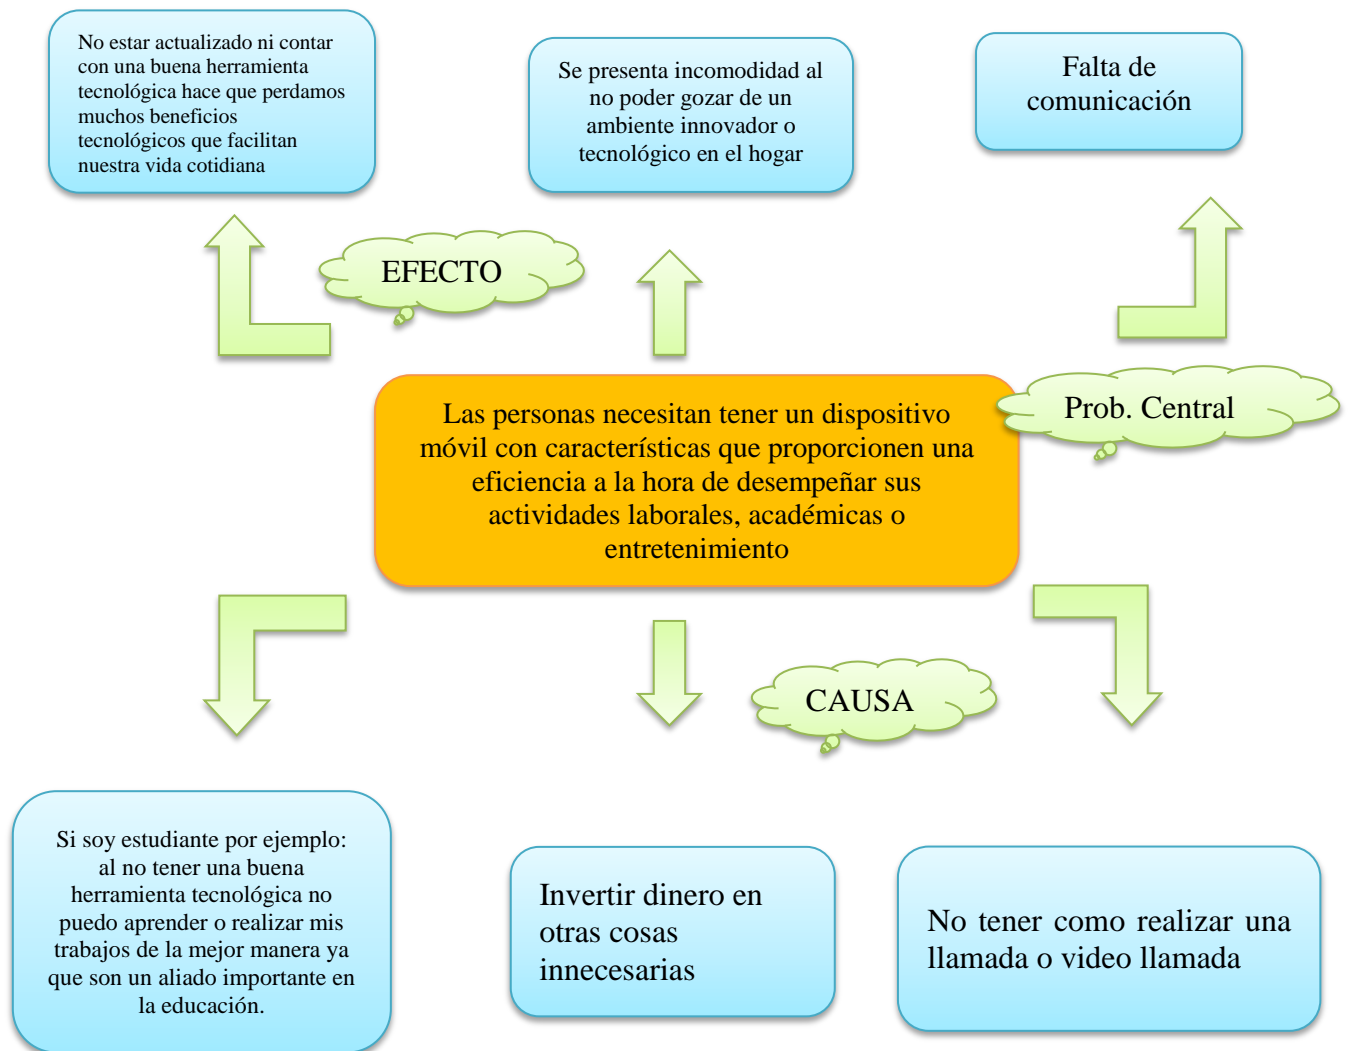 No estar actualizado ni contar
con una buena herramienta
tecnológica hace que perdamos
muchos beneficios
tecnológicos que facilitan
nuestra vida cotidiana
Se presenta incomodidad al
no poder gozar de un
ambiente innovador o
tecnológico en el hogar
Falta de
comunicación
EFECTO
Las personas necesitan tener un dispositivo
móvil con características que proporcionen una
eficiencia a la hora de desempeñar sus
actividades laborales, académicas o
entretenimiento
Prob. Central
CAUSA
Si soy estudiante por ejemplo:
al no tener una buena
herramienta tecnológica no
puedo aprender o realizar mis
trabajos de la mejor manera ya
que son un aliado importante en
la educación.
Invertir dinero en
otras cosas
innecesarias
No tener como realizar una
llamada o video llamada